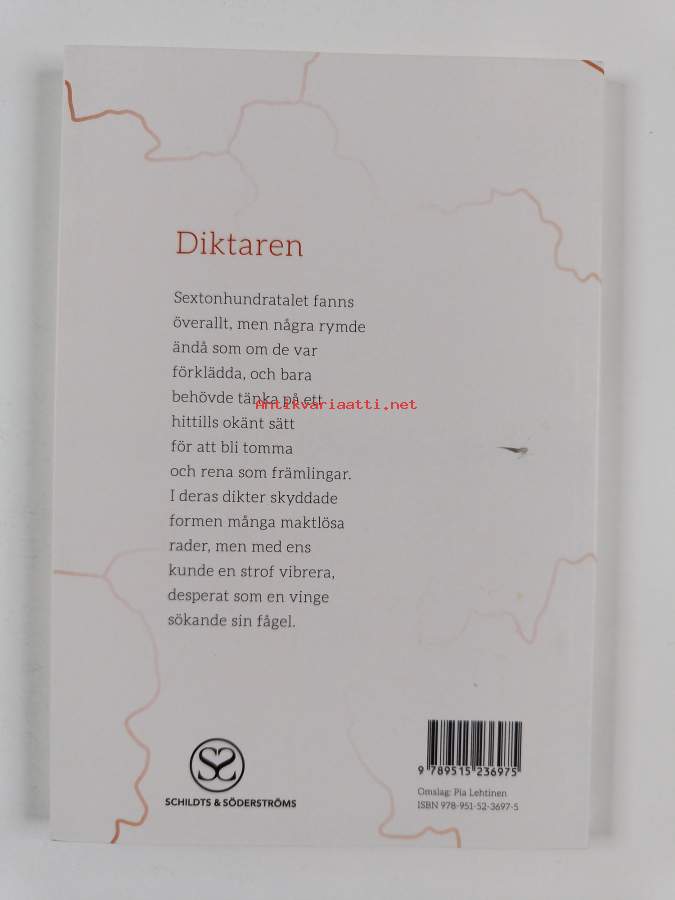 Diktaren
Sextonhundratalet fanns
överallt, men några rymde
ändå som om de var
förklädda, och bara
behövde tänka på ett
Antikvariaatti.net
hittills okänt sätt
för att bli tomma
och rena som främlingar.
I deras dikter skyddade
formen många maktlösa
rader, men med ens
kunde en strof vibrera,
desperat som en vinge
sökande sin fågel.
SCHILDTS & SÖDERSTRÖMS
9 789515 236975
Omslag: Pia Lehtinen
ISBN 978-951-52-3697-5